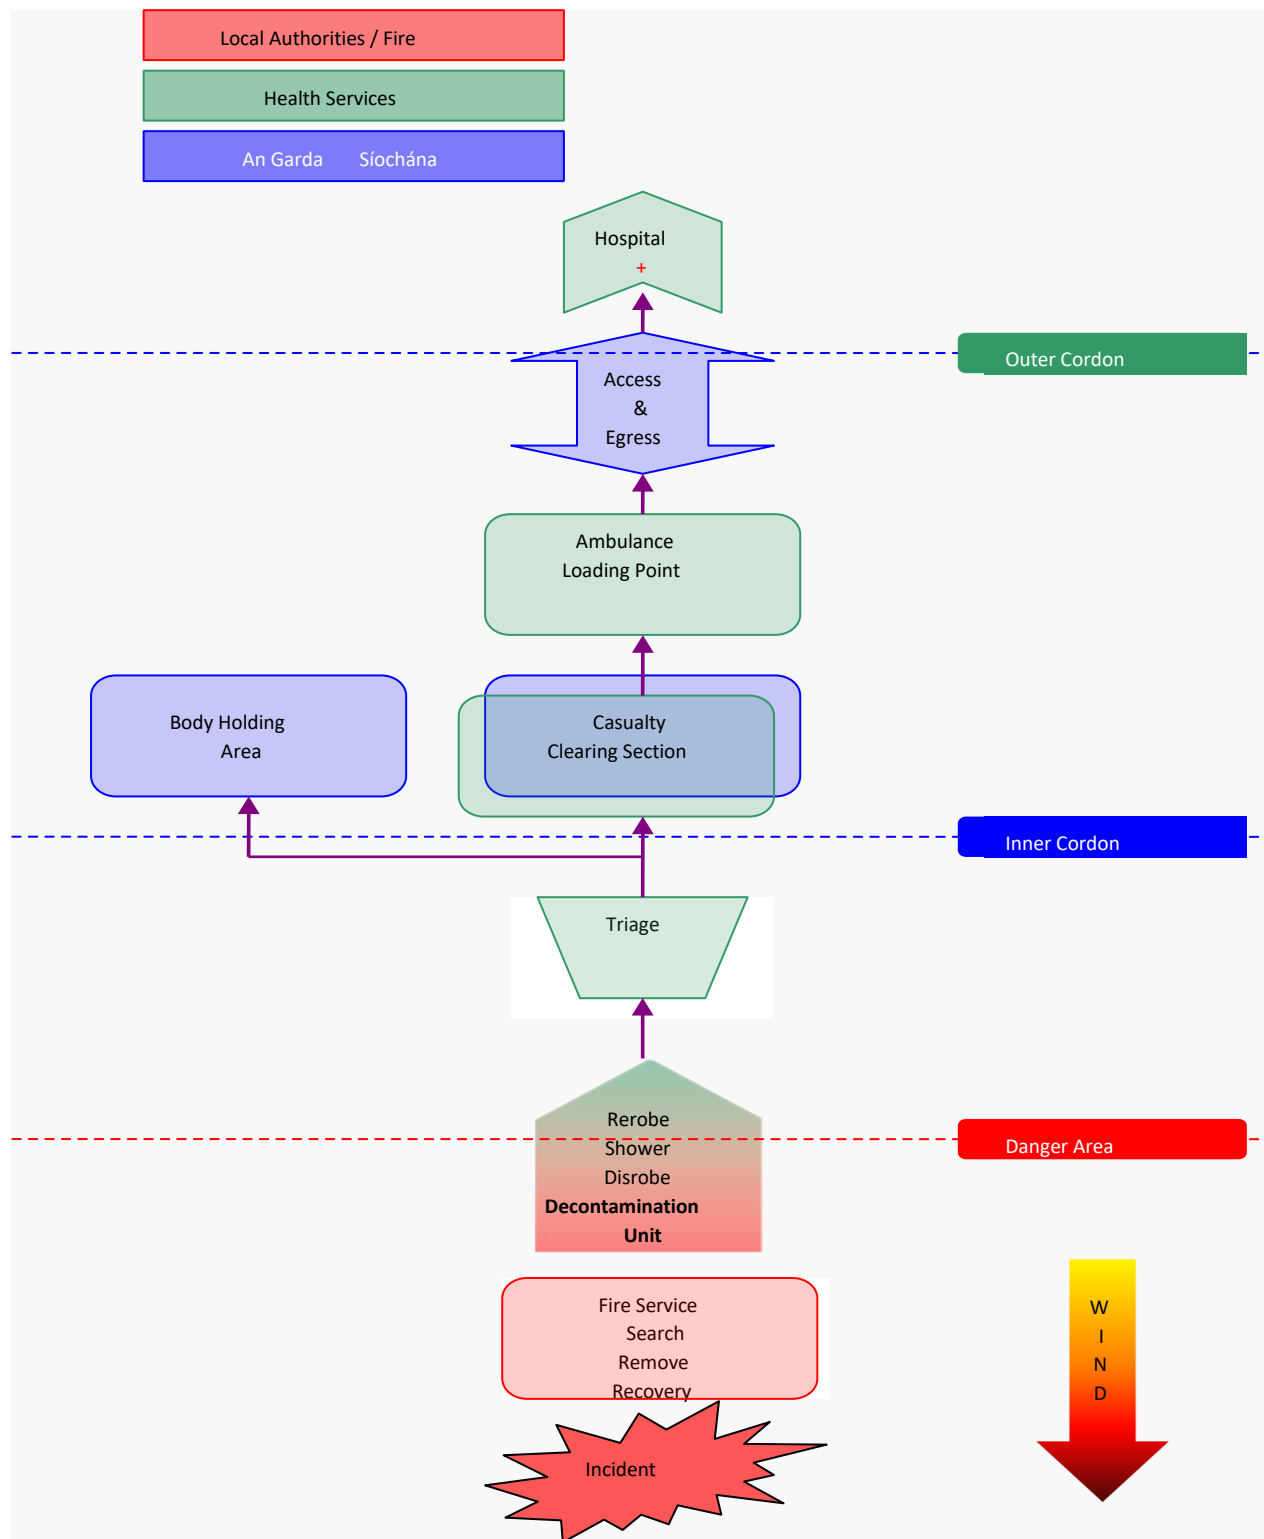 Local Authorities / Fire
Health Services
An Garda Síochána
Hospital
+
Outer Cordon
Access
&
Egress
Ambulance
Loading Point
Body Holding
Area
Casualty
Clearing Section
Inner Cordon
Triage
Rerobe
Shower
Disrobe
Decontamination
Unit
Danger Area
Fire Service
Search
Remove
Recovery
W
I
N
D
Incident